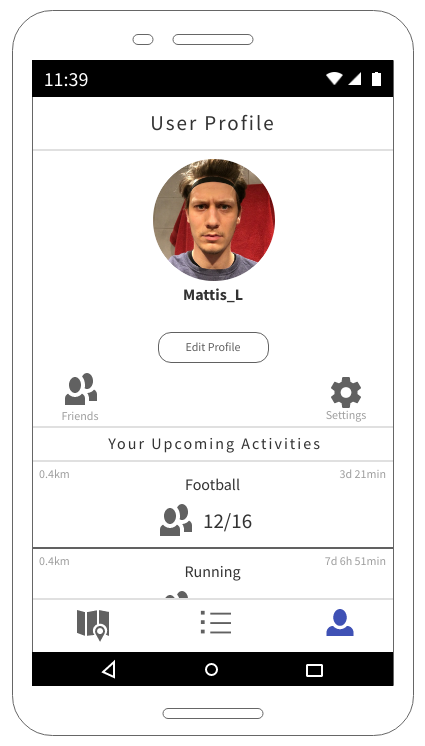 11:39
User Profile
Mattis_L
Edit Profile
Friends
Settings
Your Upcoming Activities
0.4km
3d 21min
Football
12/16
0.4km
7d 6h 51min
Running